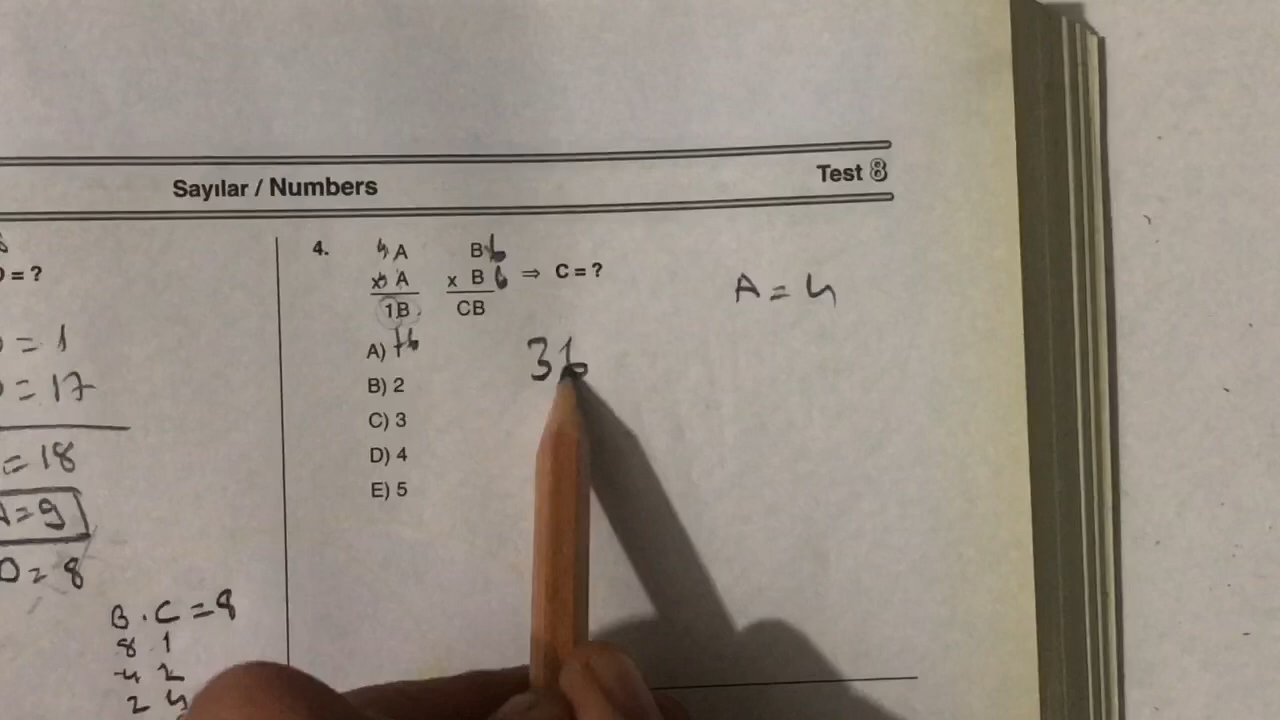 Sayılar / Numbers
Test 8
= ?
= 1
= 17
= 18
A=9
D = 8
B . C = 8
8 1
4 2
2 4
4.
4 A B 6
x A x B 6 ⇒ C = ?
1B CB
A = 4
A) 16
36
B) 2
C) 3
D) 4
E) 5